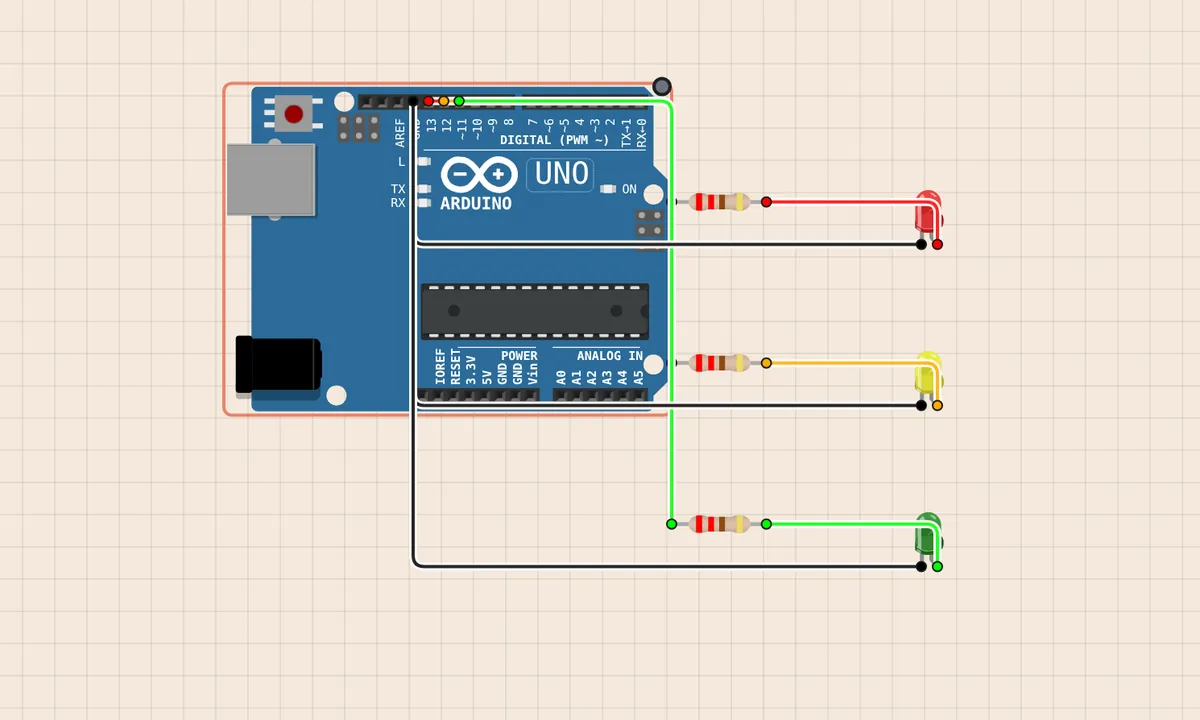 AREF
GND
13
12
~11
~10
~9
8
7
~6
~5
4
~3
2
TX→1
RX←0
DIGITAL (PWM ~)
L
TX
RX
UNO
ON
ARDUINO
POWER
ANALOG IN
IOREF
RESET
3.3V
5V
GND
GND
Vin
A0
A1
A2
A3
A4
A5